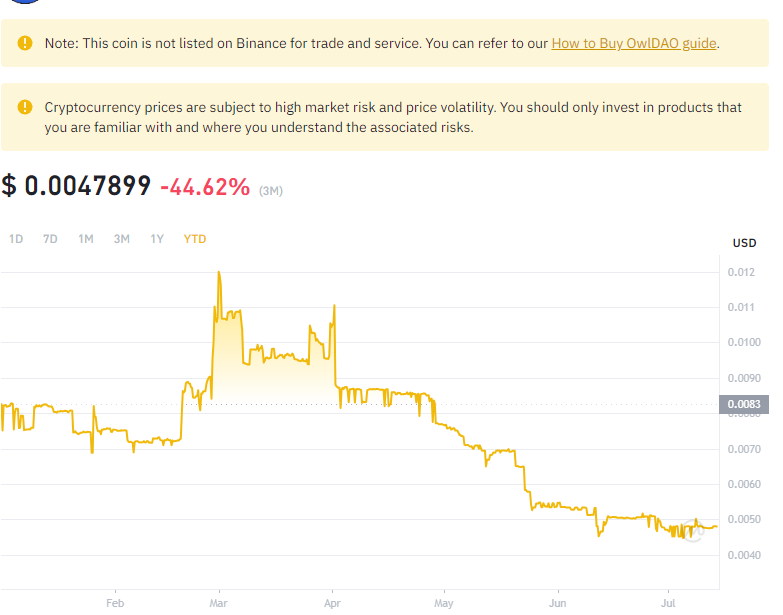 Note: This coin is not listed on Binance for trade and service. You can refer to our How to Buy OwlDAO guide.
Cryptocurrency prices are subject to high market risk and price volatility. You should only invest in products that
you are familiar with and where you understand the associated risks.
$ 0.0047899 -44.62% (3M)
1D 7D 1M 3M 1Y YTD
USD
0.012
0.011
0.0100
0.0090
0.0083
0.0080
0.0070
0.0060
0.0050
0.0040
Feb Mar Apr May Jun Jul